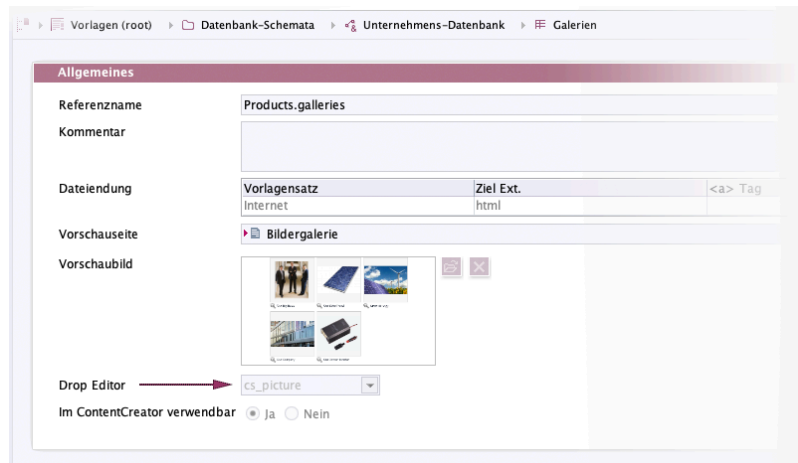 Vorlagen (root) Datenbank-Schemata Unternehmens-Datenbank Galerien
Allgemeines
Referenzname Products.galleries
Kommentar
Dateiendung Vorlagensatz Ziel Ext. <a> Tag
Internet html
Vorschauseite Bildergalerie
Vorschaubild
Drop Editor cs_picture
Im ContentCreator verwendbar Ja Nein